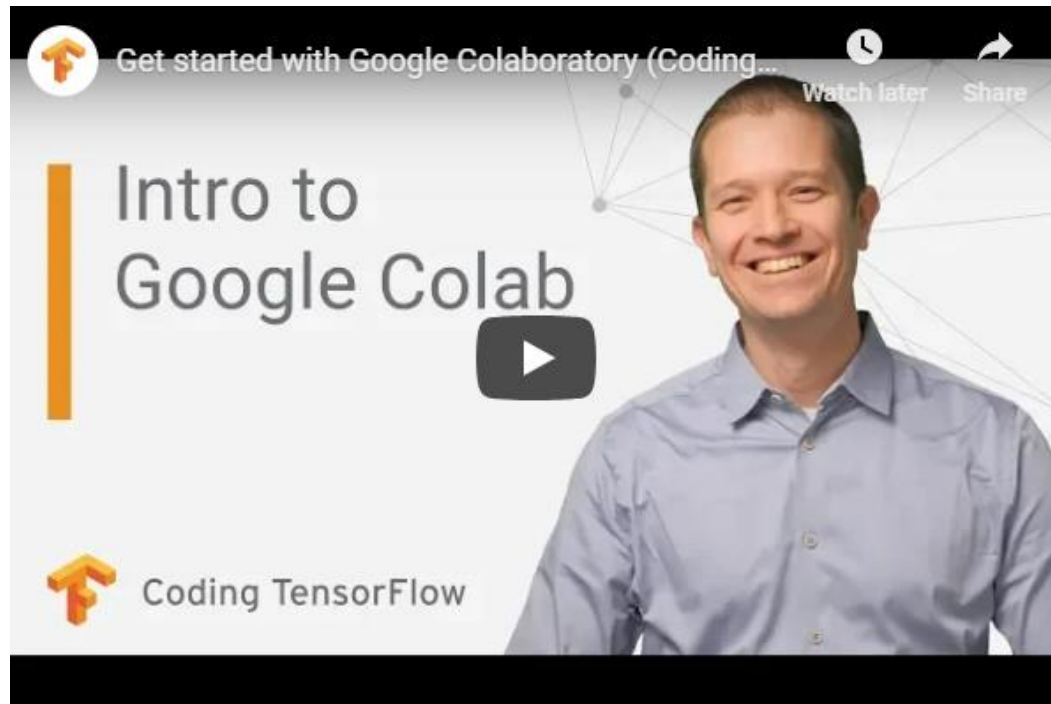 Get started with Google Colaboratory (Coding...
Watch later
Share
Intro to
Google Colab
Coding TensorFlow